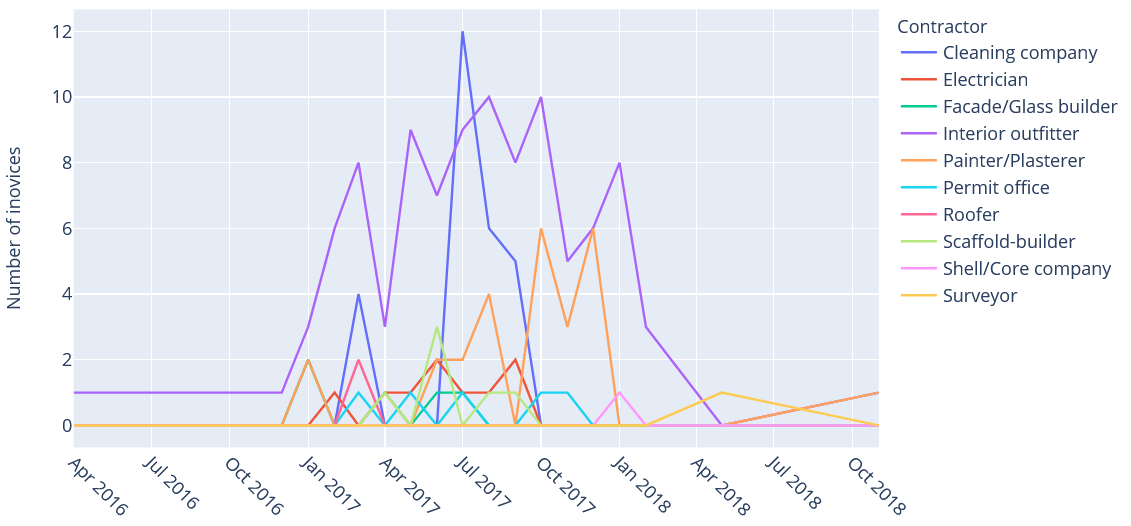 Number of inovices
12
10
8
6
4
2
0
Apr 2016
Jul 2016
Oct 2016
Jan 2017
Apr 2017
Jul 2017
Oct 2017
Jan 2018
Apr 2018
Jul 2018
Oct 2018
Contractor
Cleaning company
Electrician
Facade/Glass builder
Interior outfitter
Painter/Plasterer
Permit office
Roofer
Scaffold-builder
Shell/Core company
Surveyor